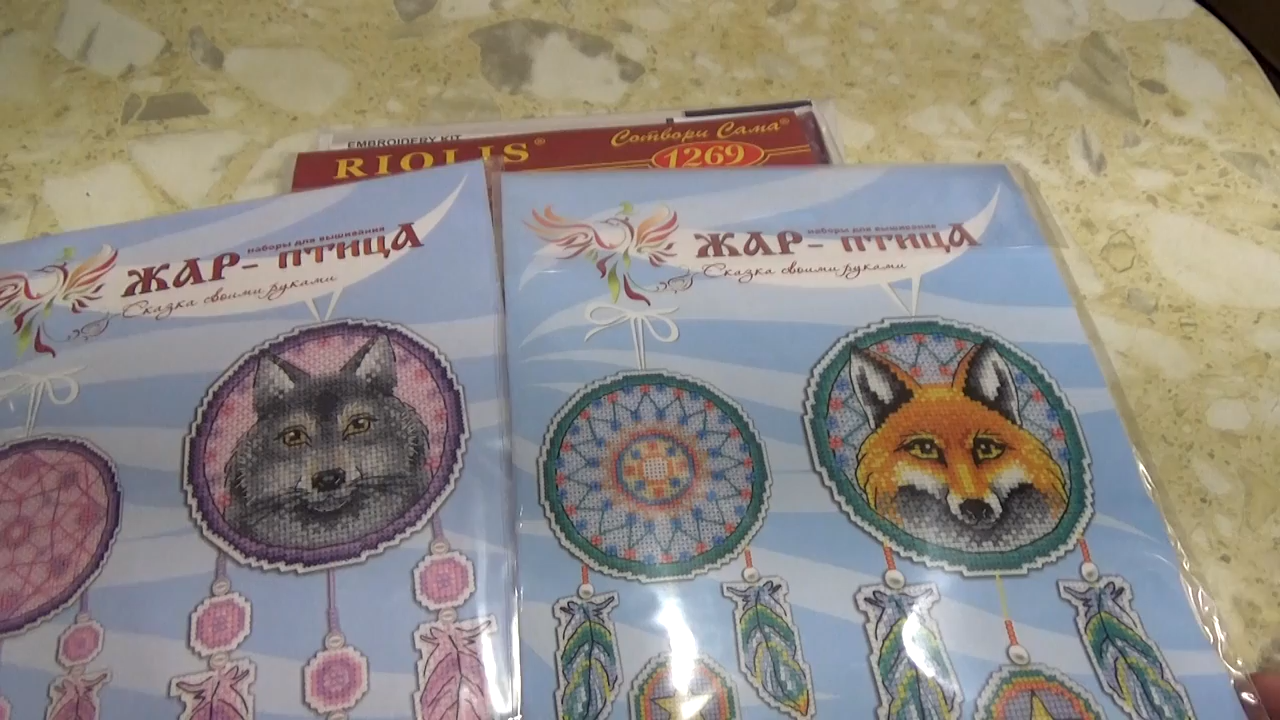 EMBROIDERY KIT
RIOLIS®
Сотвори Сама®
1269
наборы для вышивания
ЖАР-ПТИЦА
Сказка своими руками
наборы для вышивания
ЖАР-ПТИЦА
Сказка своими руками